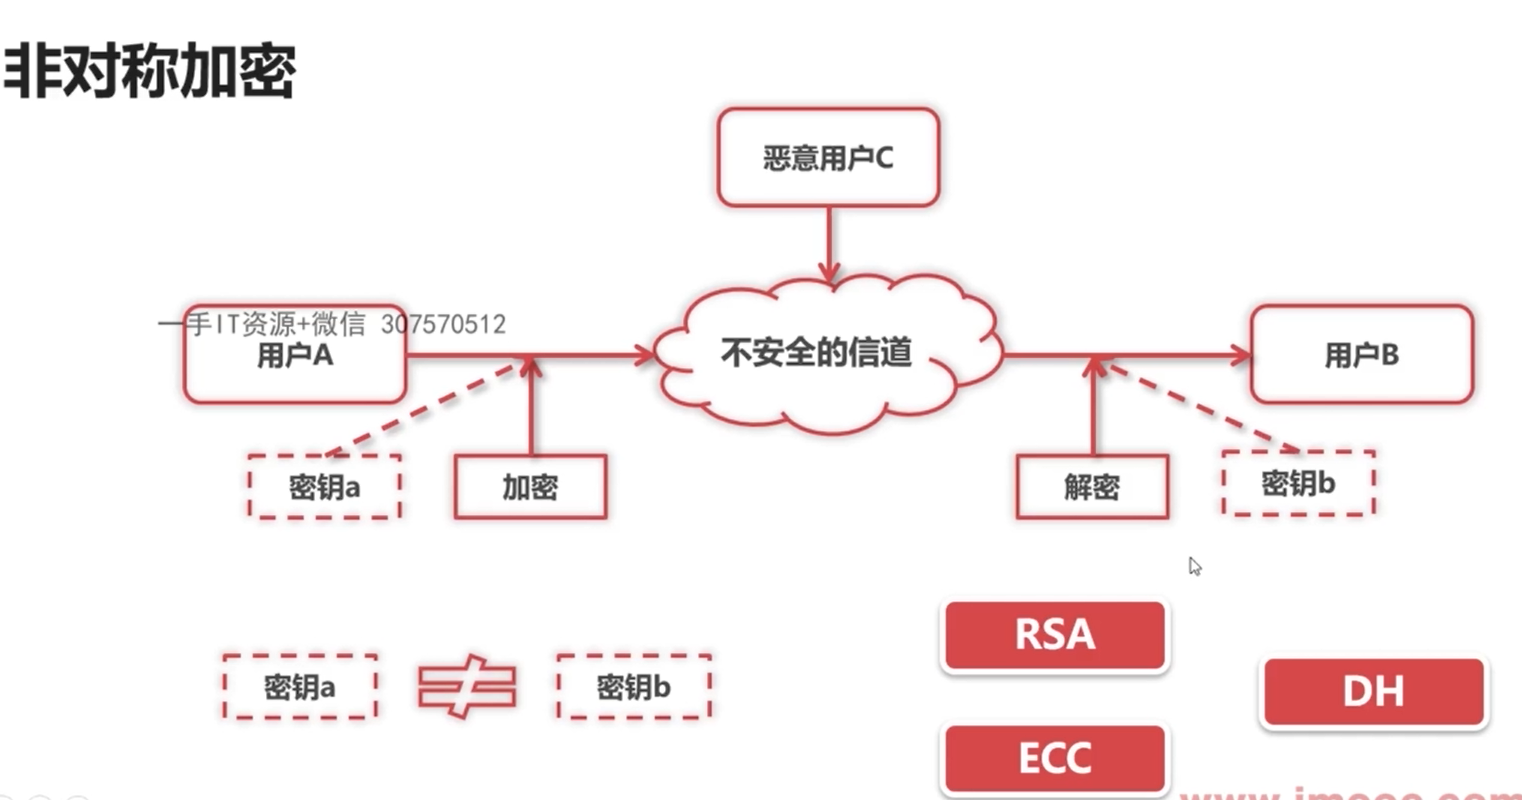 非对称加密
恶意用户C
一手IT资源+微信 307570512
用户A
不安全的信道
用户B
密钥a
加密
解密
密钥b
RSA
密钥a
密钥b
DH
ECC